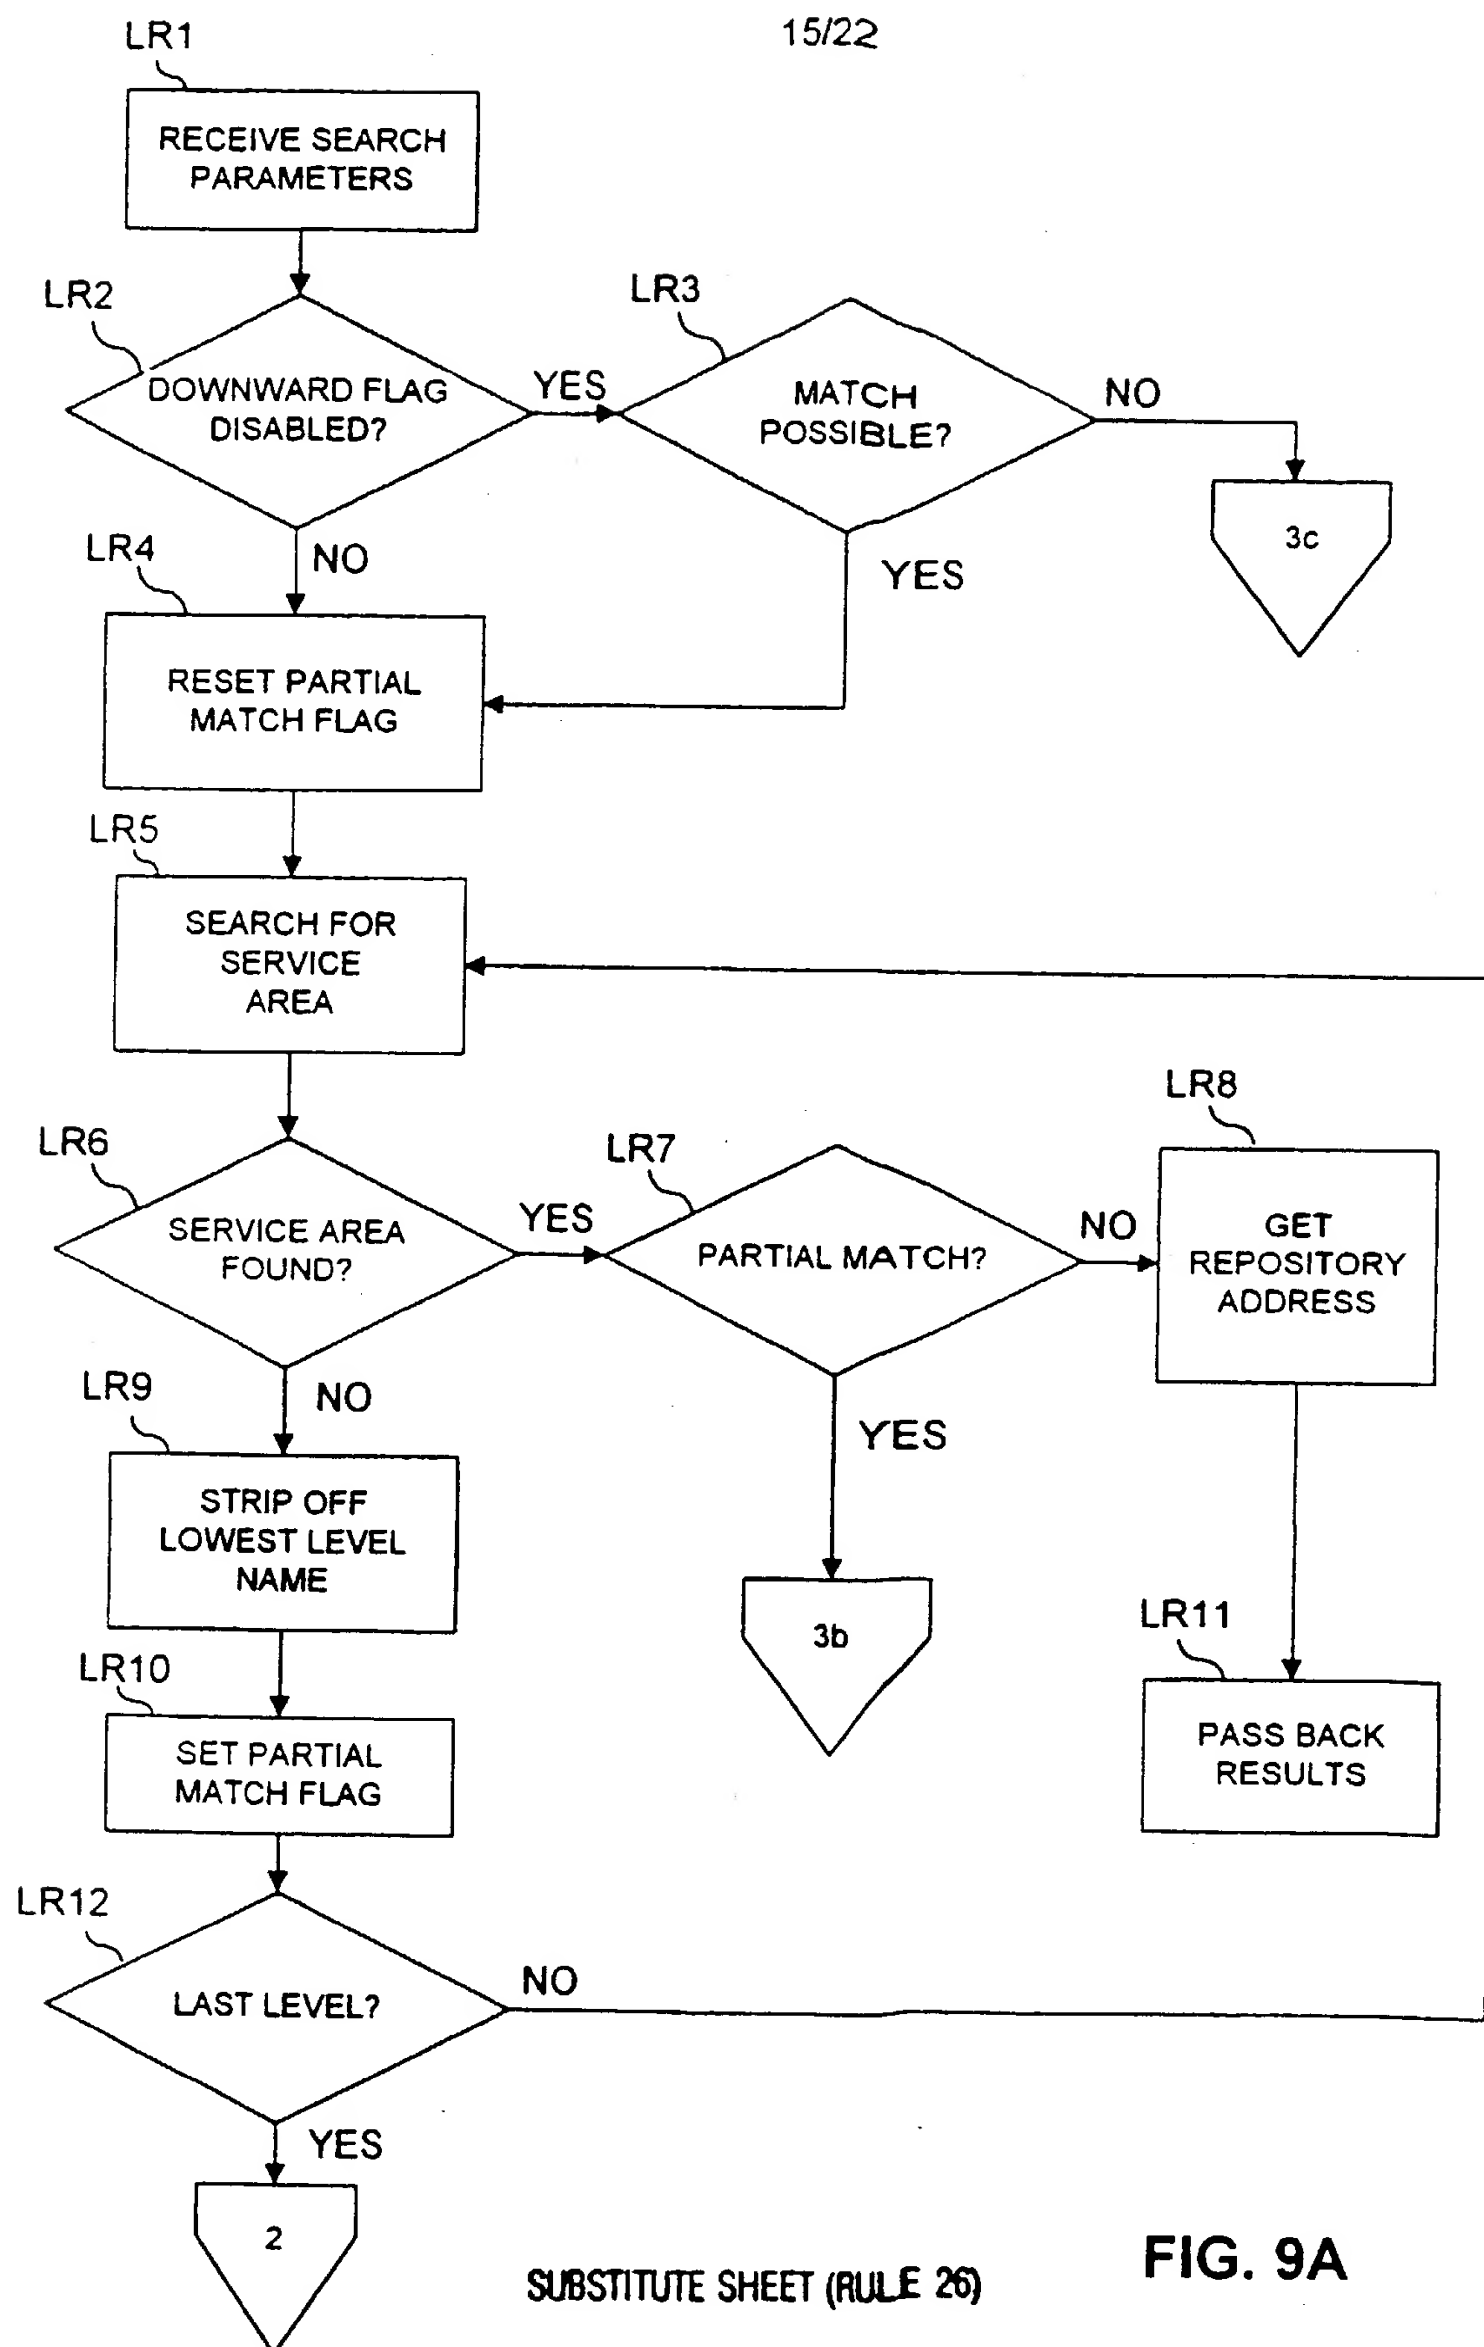 LR1
15/22
RECEIVE SEARCH
PARAMETERS
LR2
LR3
DOWNWARD FLAG
DISABLED?
YES
MATCH
POSSIBLE?
NO
3c
NO
YES
LR4
RESET PARTIAL
MATCH FLAG
LR5
SEARCH FOR
SERVICE
AREA
LR6
LR7
LR8
SERVICE AREA
FOUND?
YES
PARTIAL MATCH?
NO
GET
REPOSITORY
ADDRESS
LR9
NO
YES
STRIP OFF
LOWEST LEVEL
NAME
3b
LR11
LR10
SET PARTIAL
MATCH FLAG
PASS BACK
RESULTS
LR12
LAST LEVEL?
NO
YES
2
SUBSTITUTE SHEET (RULE 26)
FIG. 9A